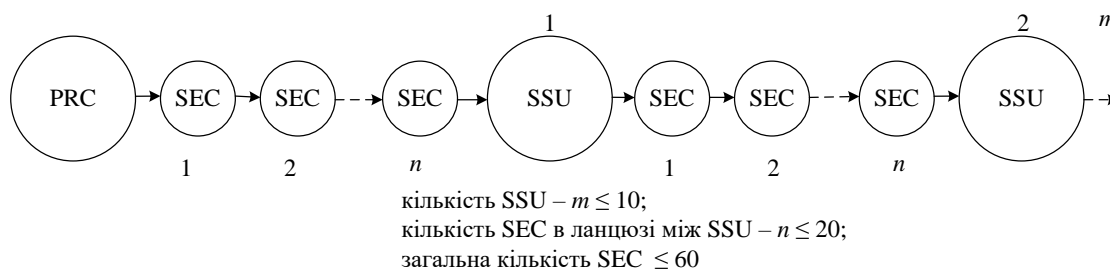 1 2 m
PRC SEC SEC SEC SSU SEC SEC SEC SSU
1 2 n 1 2 n
кількість SSU – m ≤ 10;
кількість SEC в ланцюзі між SSU – n ≤ 20;
загальна кількість SEC ≤ 60